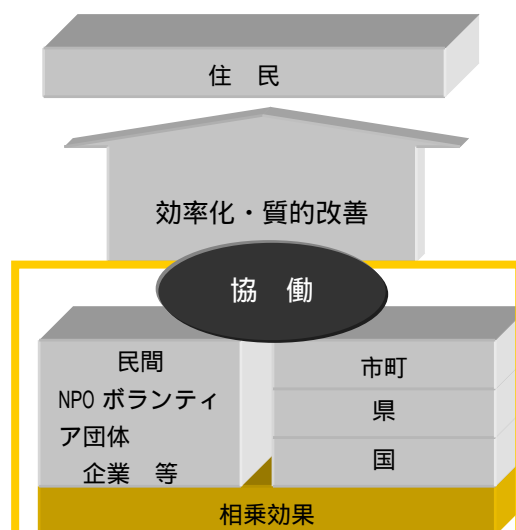 住　民
効率化・質的改善
協　働
民間
NPO ボランティ
ア団体
企業　等
市町
県
国
相乗効果